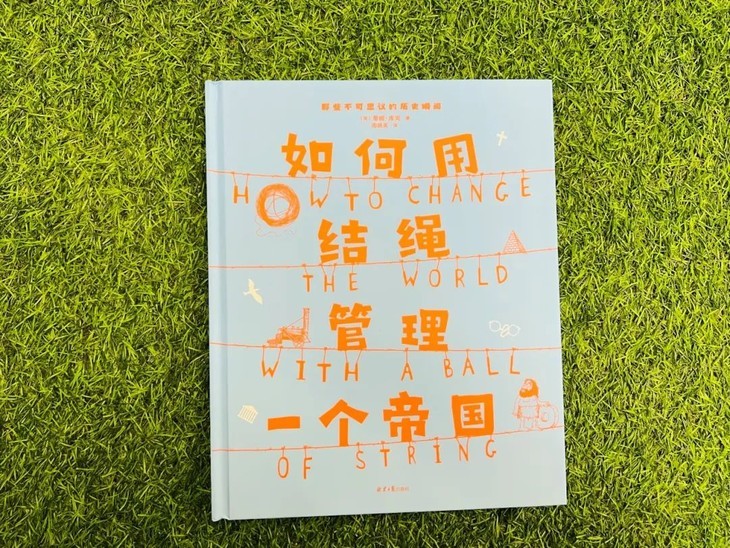 那些不可思议的历史瞬间
如何用
HOW TO CHANGE
结绳
THE WORLD
管理
WITH A BALL
一个帝国
OF STRING